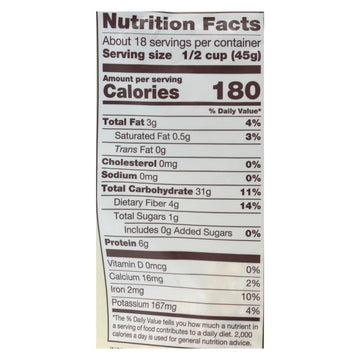 Nutrition Facts
About 18 servings per container
Serving size 1/2 cup (45g)
Amount per serving
Calories 180
% Daily Value*
Total Fat 3g 4%
Saturated Fat 0.5g 3%
Trans Fat 0g
Cholesterol 0mg 0%
Sodium 0mg 0%
Total Carbohydrate 31g 11%
Dietary Fiber 4g 14%
Total Sugars 1g
Includes 0g Added Sugars 0%
Protein 6g
Vitamin D 0mcg 0%
Calcium 16mg 2%
Iron 2mg 10%
Potassium 167mg 4%
*The % Daily Value tells you how much a nutrient in
a serving of food contributes to a daily diet. 2,000
calories a day is used for general nutrition advice.